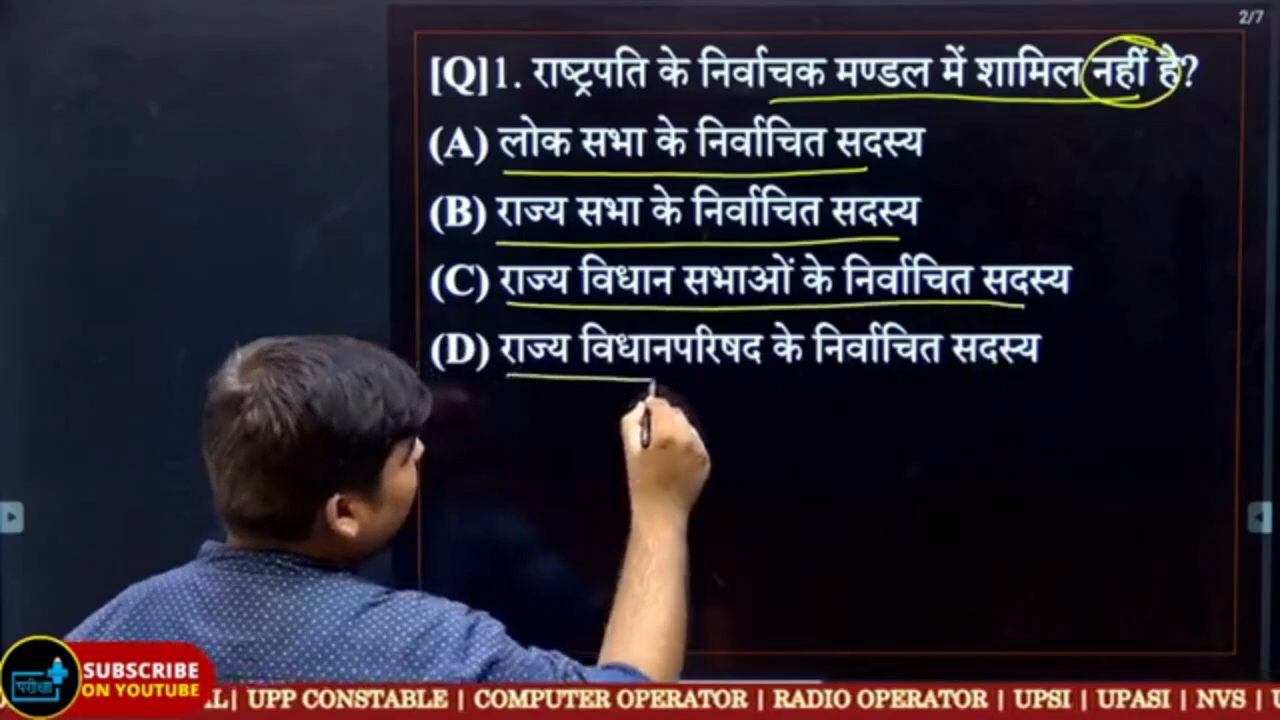 2/7
[Q]1. राष्ट्रपति के निर्वाचक मण्डल में शामिल नहीं है?
(A) लोक सभा के निर्वाचित सदस्य
(B) राज्य सभा के निर्वाचित सदस्य
(C) राज्य विधान सभाओं के निर्वाचित सदस्य
(D) राज्य विधानपरिषद के निर्वाचित सदस्य
परीक्षा
SUBSCRIBE
ON YOUTUBE
| UPP CONSTABLE | COMPUTER OPERATOR | RADIO OPERATOR | UPSI | UPASI | NVS |